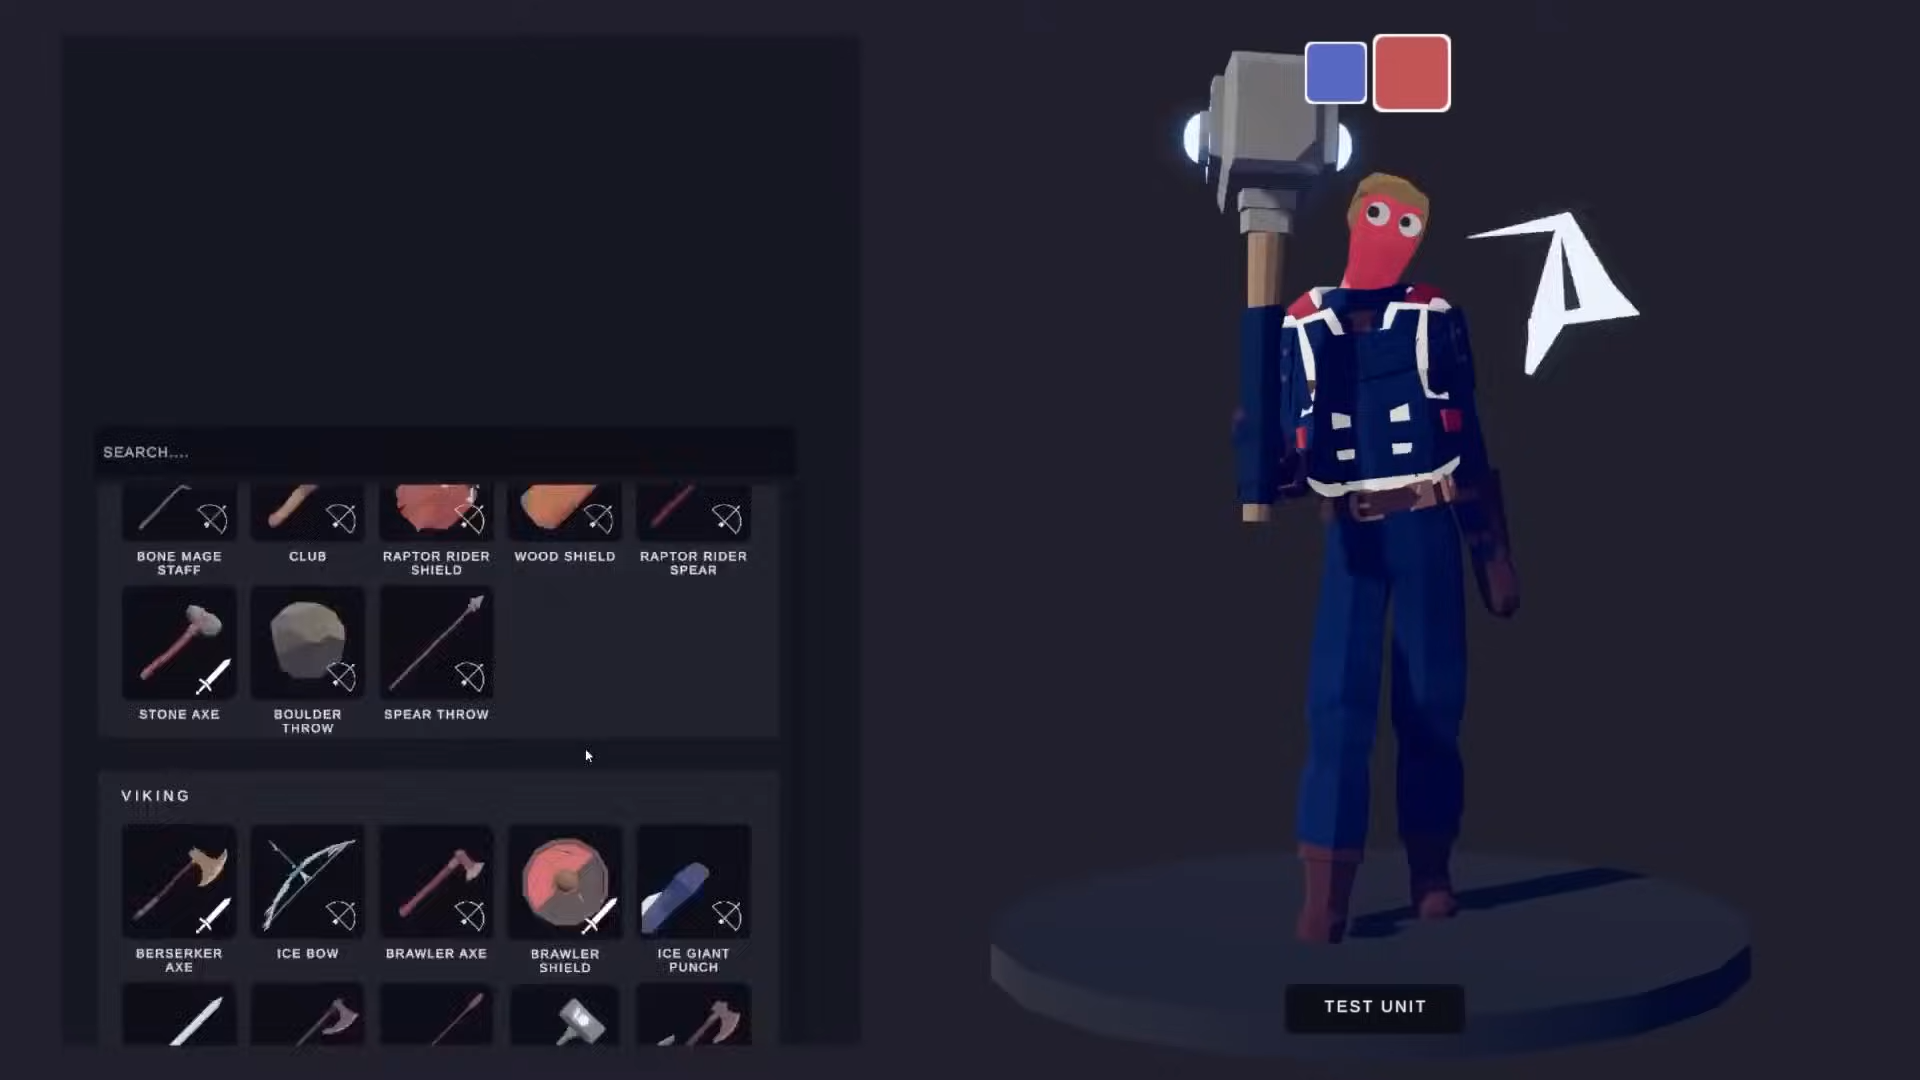 SEARCH....
BONE MAGE
STAFF
CLUB
RAPTOR RIDER
SHIELD
WOOD SHIELD
RAPTOR RIDER
SPEAR
STONE AXE
BOULDER
THROW
SPEAR THROW
VIKING
BERSERKER
AXE
ICE BOW
BRAWLER AXE
BRAWLER
SHIELD
ICE GIANT
PUNCH
TEST UNIT